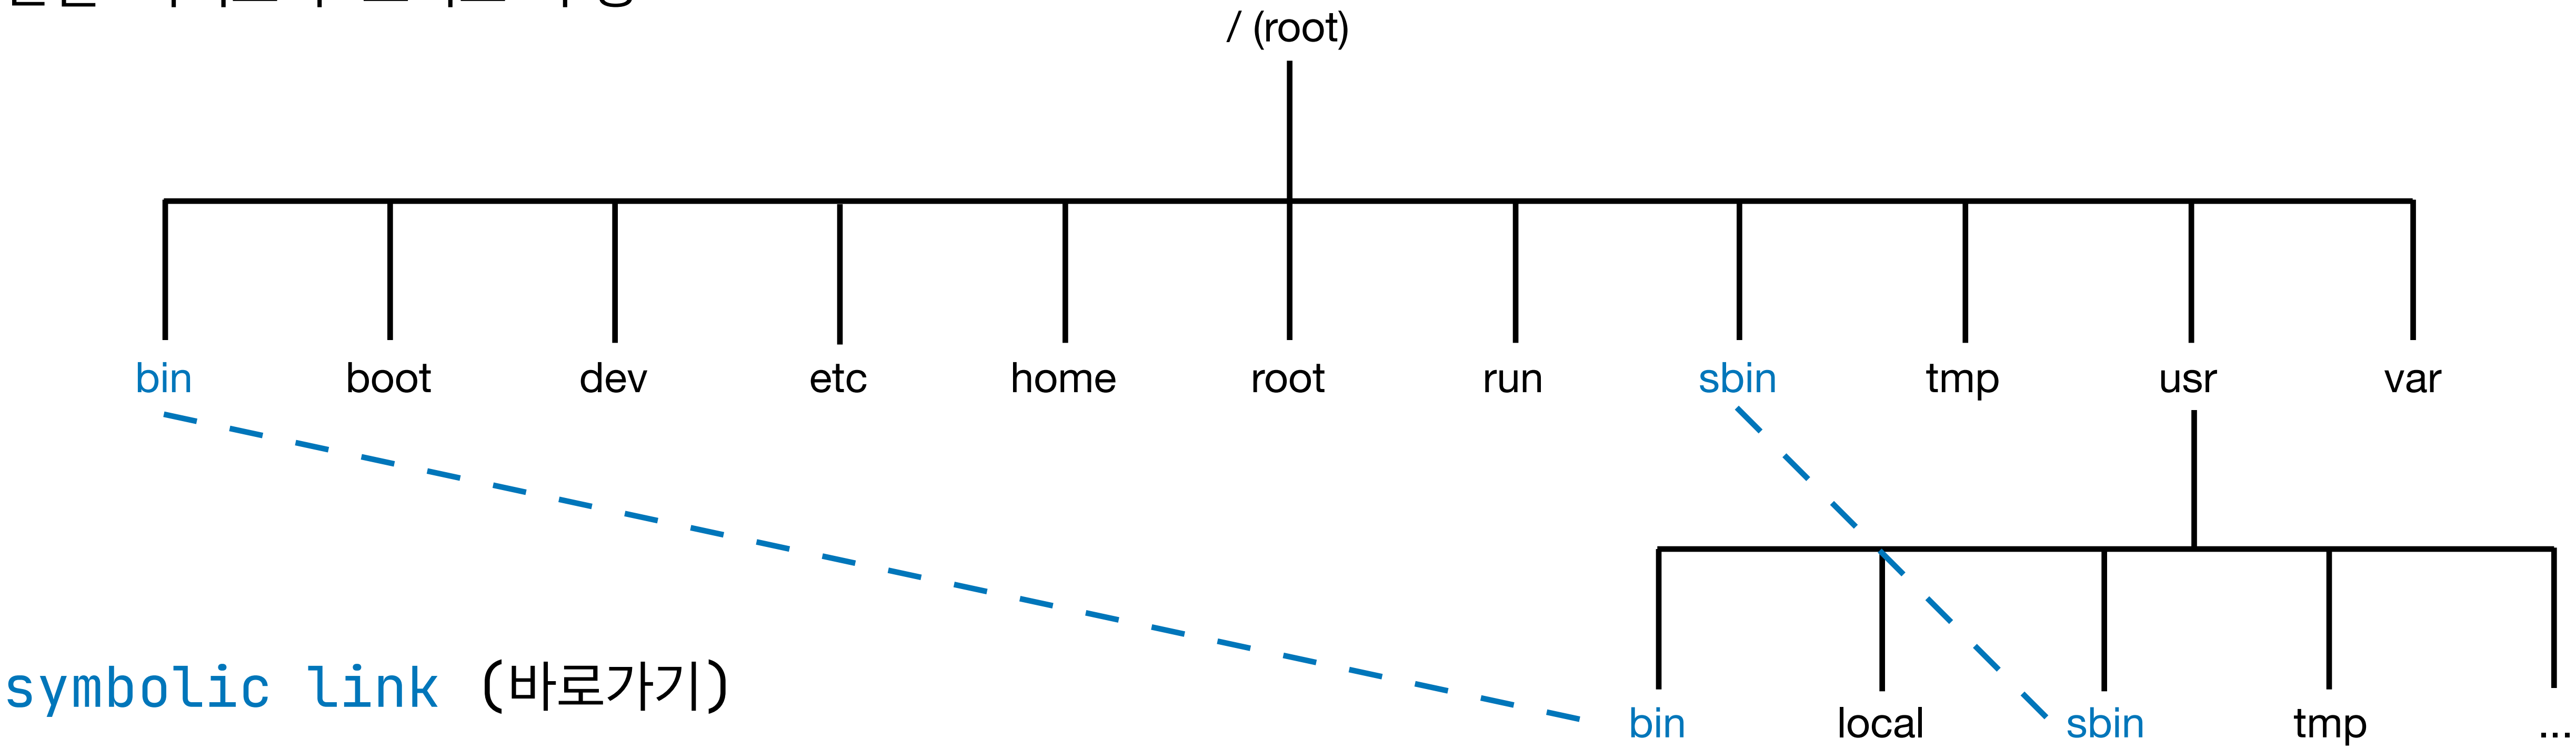 / (root)
bin boot dev etc home root run sbin tmp usr var
symbolic link (바로가기)
bin local sbin tmp ...